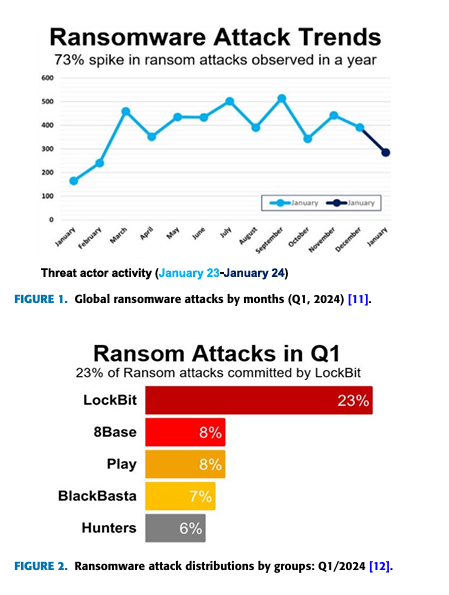 Ransomware Attack Trends
73% spike in ransom attacks observed in a year
600
500
400
300
200
100
0
January
February
March
April
May
June
July
August
September
October
November
December
January
January January
Threat actor activity (January 23-January 24)
FIGURE 1. Global ransomware attacks by months (Q1, 2024) [11].
Ransom Attacks in Q1
23% of Ransom attacks committed by LockBit
LockBit 23%
8Base 8%
Play 8%
BlackBasta 7%
Hunters 6%
FIGURE 2. Ransomware attack distributions by groups: Q1/2024 [12].